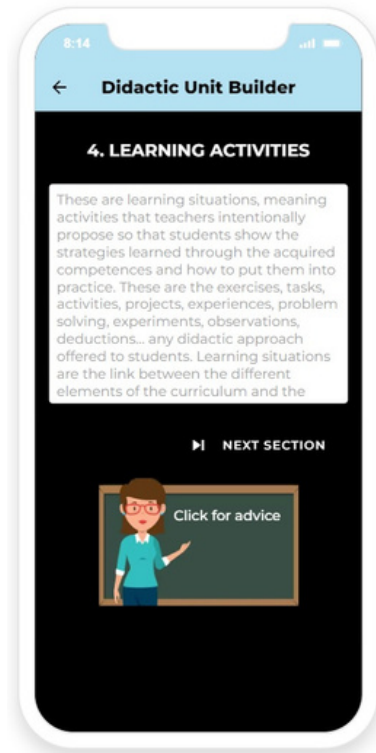 8:14
Didactic Unit Builder
4. LEARNING ACTIVITIES
These are learning situations, meaning
activities that teachers intentionally
propose so that students show the
strategies learned through the acquired
competences and how to put them into
practice. These are the exercises, tasks,
activities, projects, experiences, problem
solving, experiments, observations,
deductions... any didactic approach
offered to students. Learning situations
are the link between the different
elements of the curriculum and the
NEXT SECTION
Click for advice